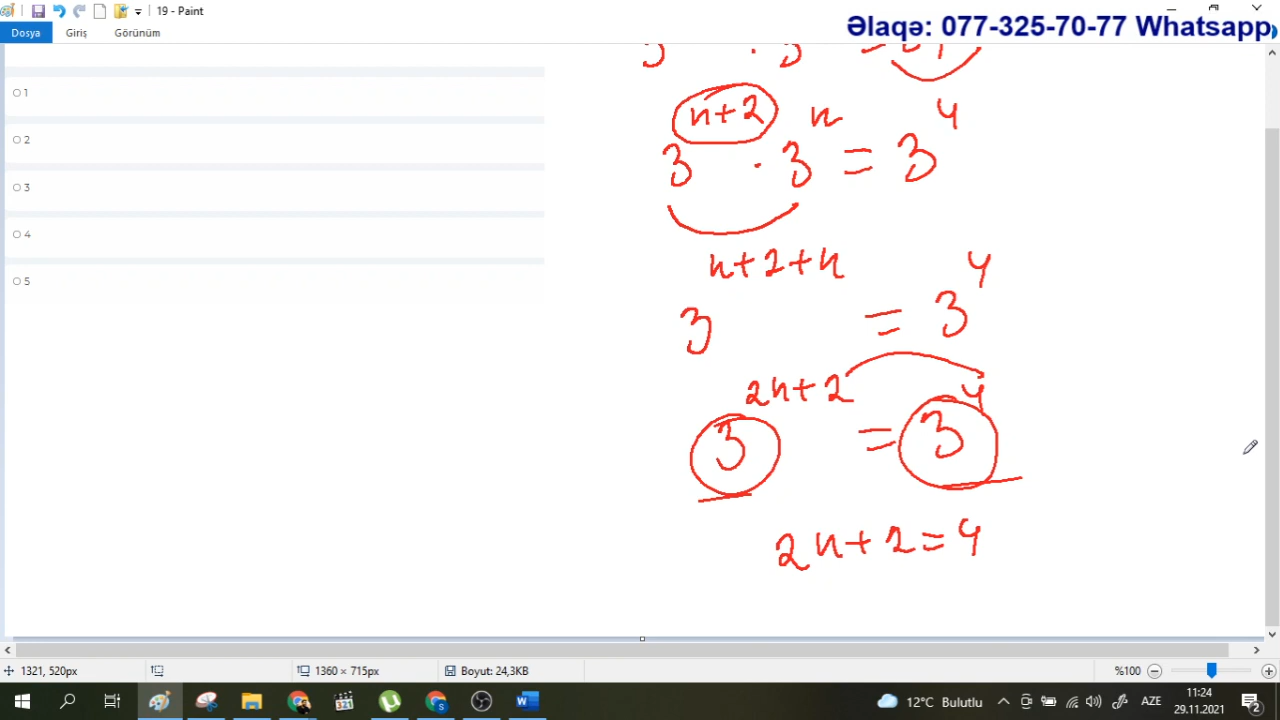 19 - Paint
Əlaqə: 077-325-70-77 Whatsapp
Dosya Giriş Görünüm
1
2
3
4
5
3^(n+2) · 3^n = 3^4
3^(n+2+n) = 3^4
3^(2n+2) = 3^4
2n+2=4
1321, 520px
1360 × 715px
Boyut: 24,3KB
%100
12°C Bulutlu
AZE
11:24
29.11.2021
2